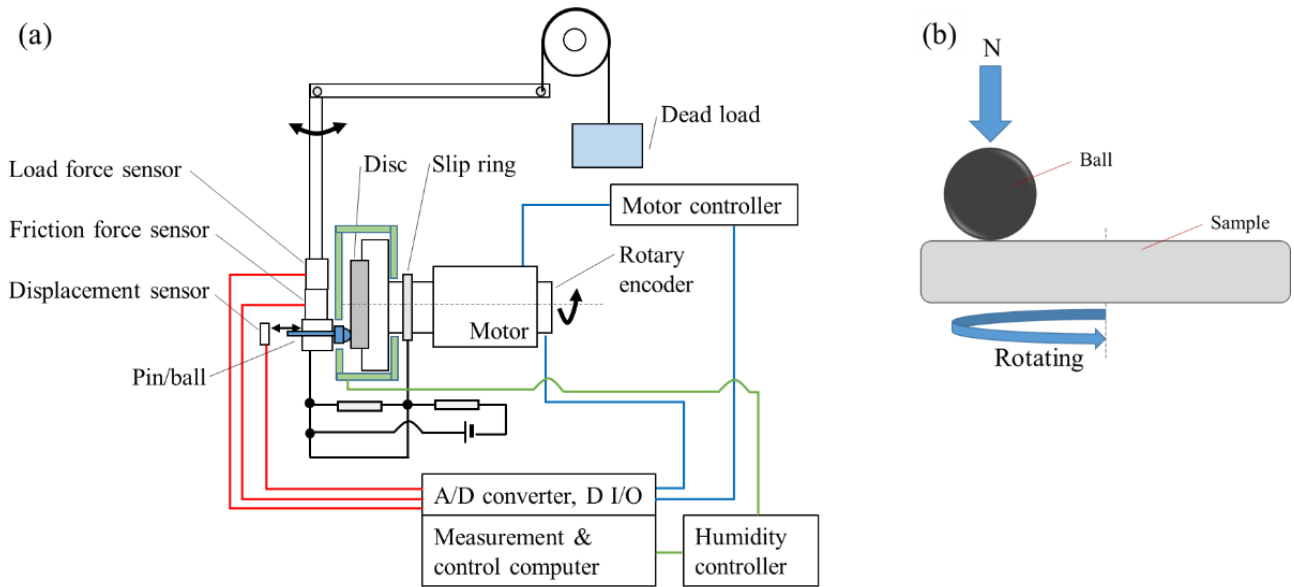 (a)
Dead load
Load force sensor
Disc
Slip ring
Motor controller
Friction force sensor
Displacement sensor
Rotary
encoder
Motor
Pin/ball
A/D converter, D I/O
Measurement &
control computer
Humidity
controller
(b)
N
Ball
Sample
Rotating